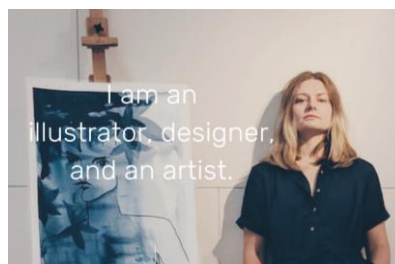 I am an
illustrator, designer,
and an artist.